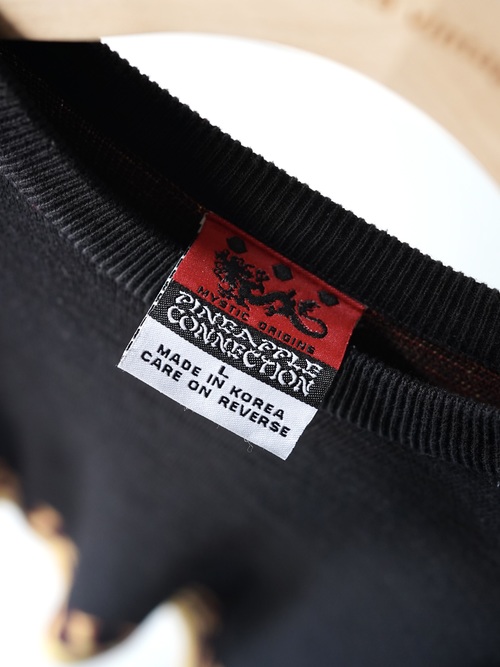 MYSTIC ORIGINS
PINEAPPLE
CONNECTION
L
MADE IN KOREA
CARE ON REVERSE